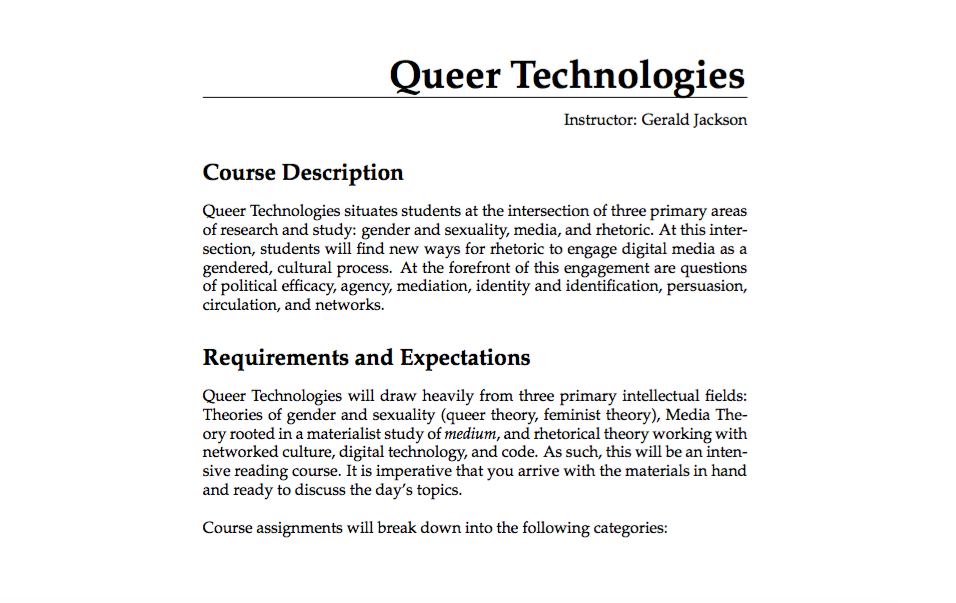 Queer Technologies
Instructor: Gerald Jackson
Course Description
Queer Technologies situates students at the intersection of three primary areas
of research and study: gender and sexuality, media, and rhetoric. At this inter-
section, students will find new ways for rhetoric to engage digital media as a
gendered, cultural process. At the forefront of this engagement are questions
of political efficacy, agency, mediation, identity and identification, persuasion,
circulation, and networks.
Requirements and Expectations
Queer Technologies will draw heavily from three primary intellectual fields:
Theories of gender and sexuality (queer theory, feminist theory), Media The-
ory rooted in a materialist study of medium, and rhetorical theory working with
networked culture, digital technology, and code. As such, this will be an inten-
sive reading course. It is imperative that you arrive with the materials in hand
and ready to discuss the day's topics.
Course assignments will break down into the following categories: